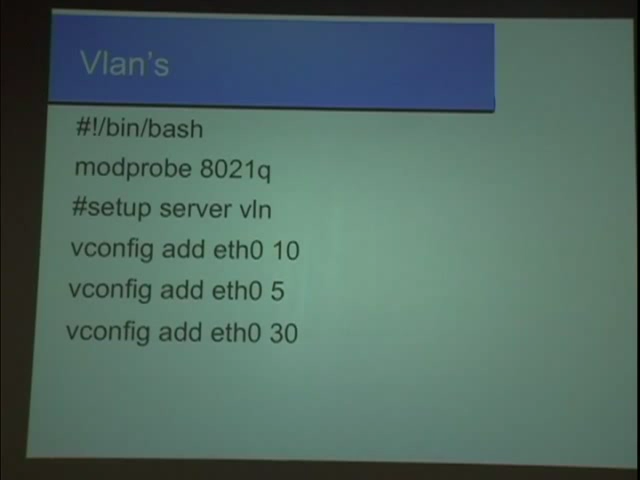 Vlan's
#!/bin/bash
modprobe 8021q
#setup server vln
vconfig add eth0 10
vconfig add eth0 5
vconfig add eth0 30